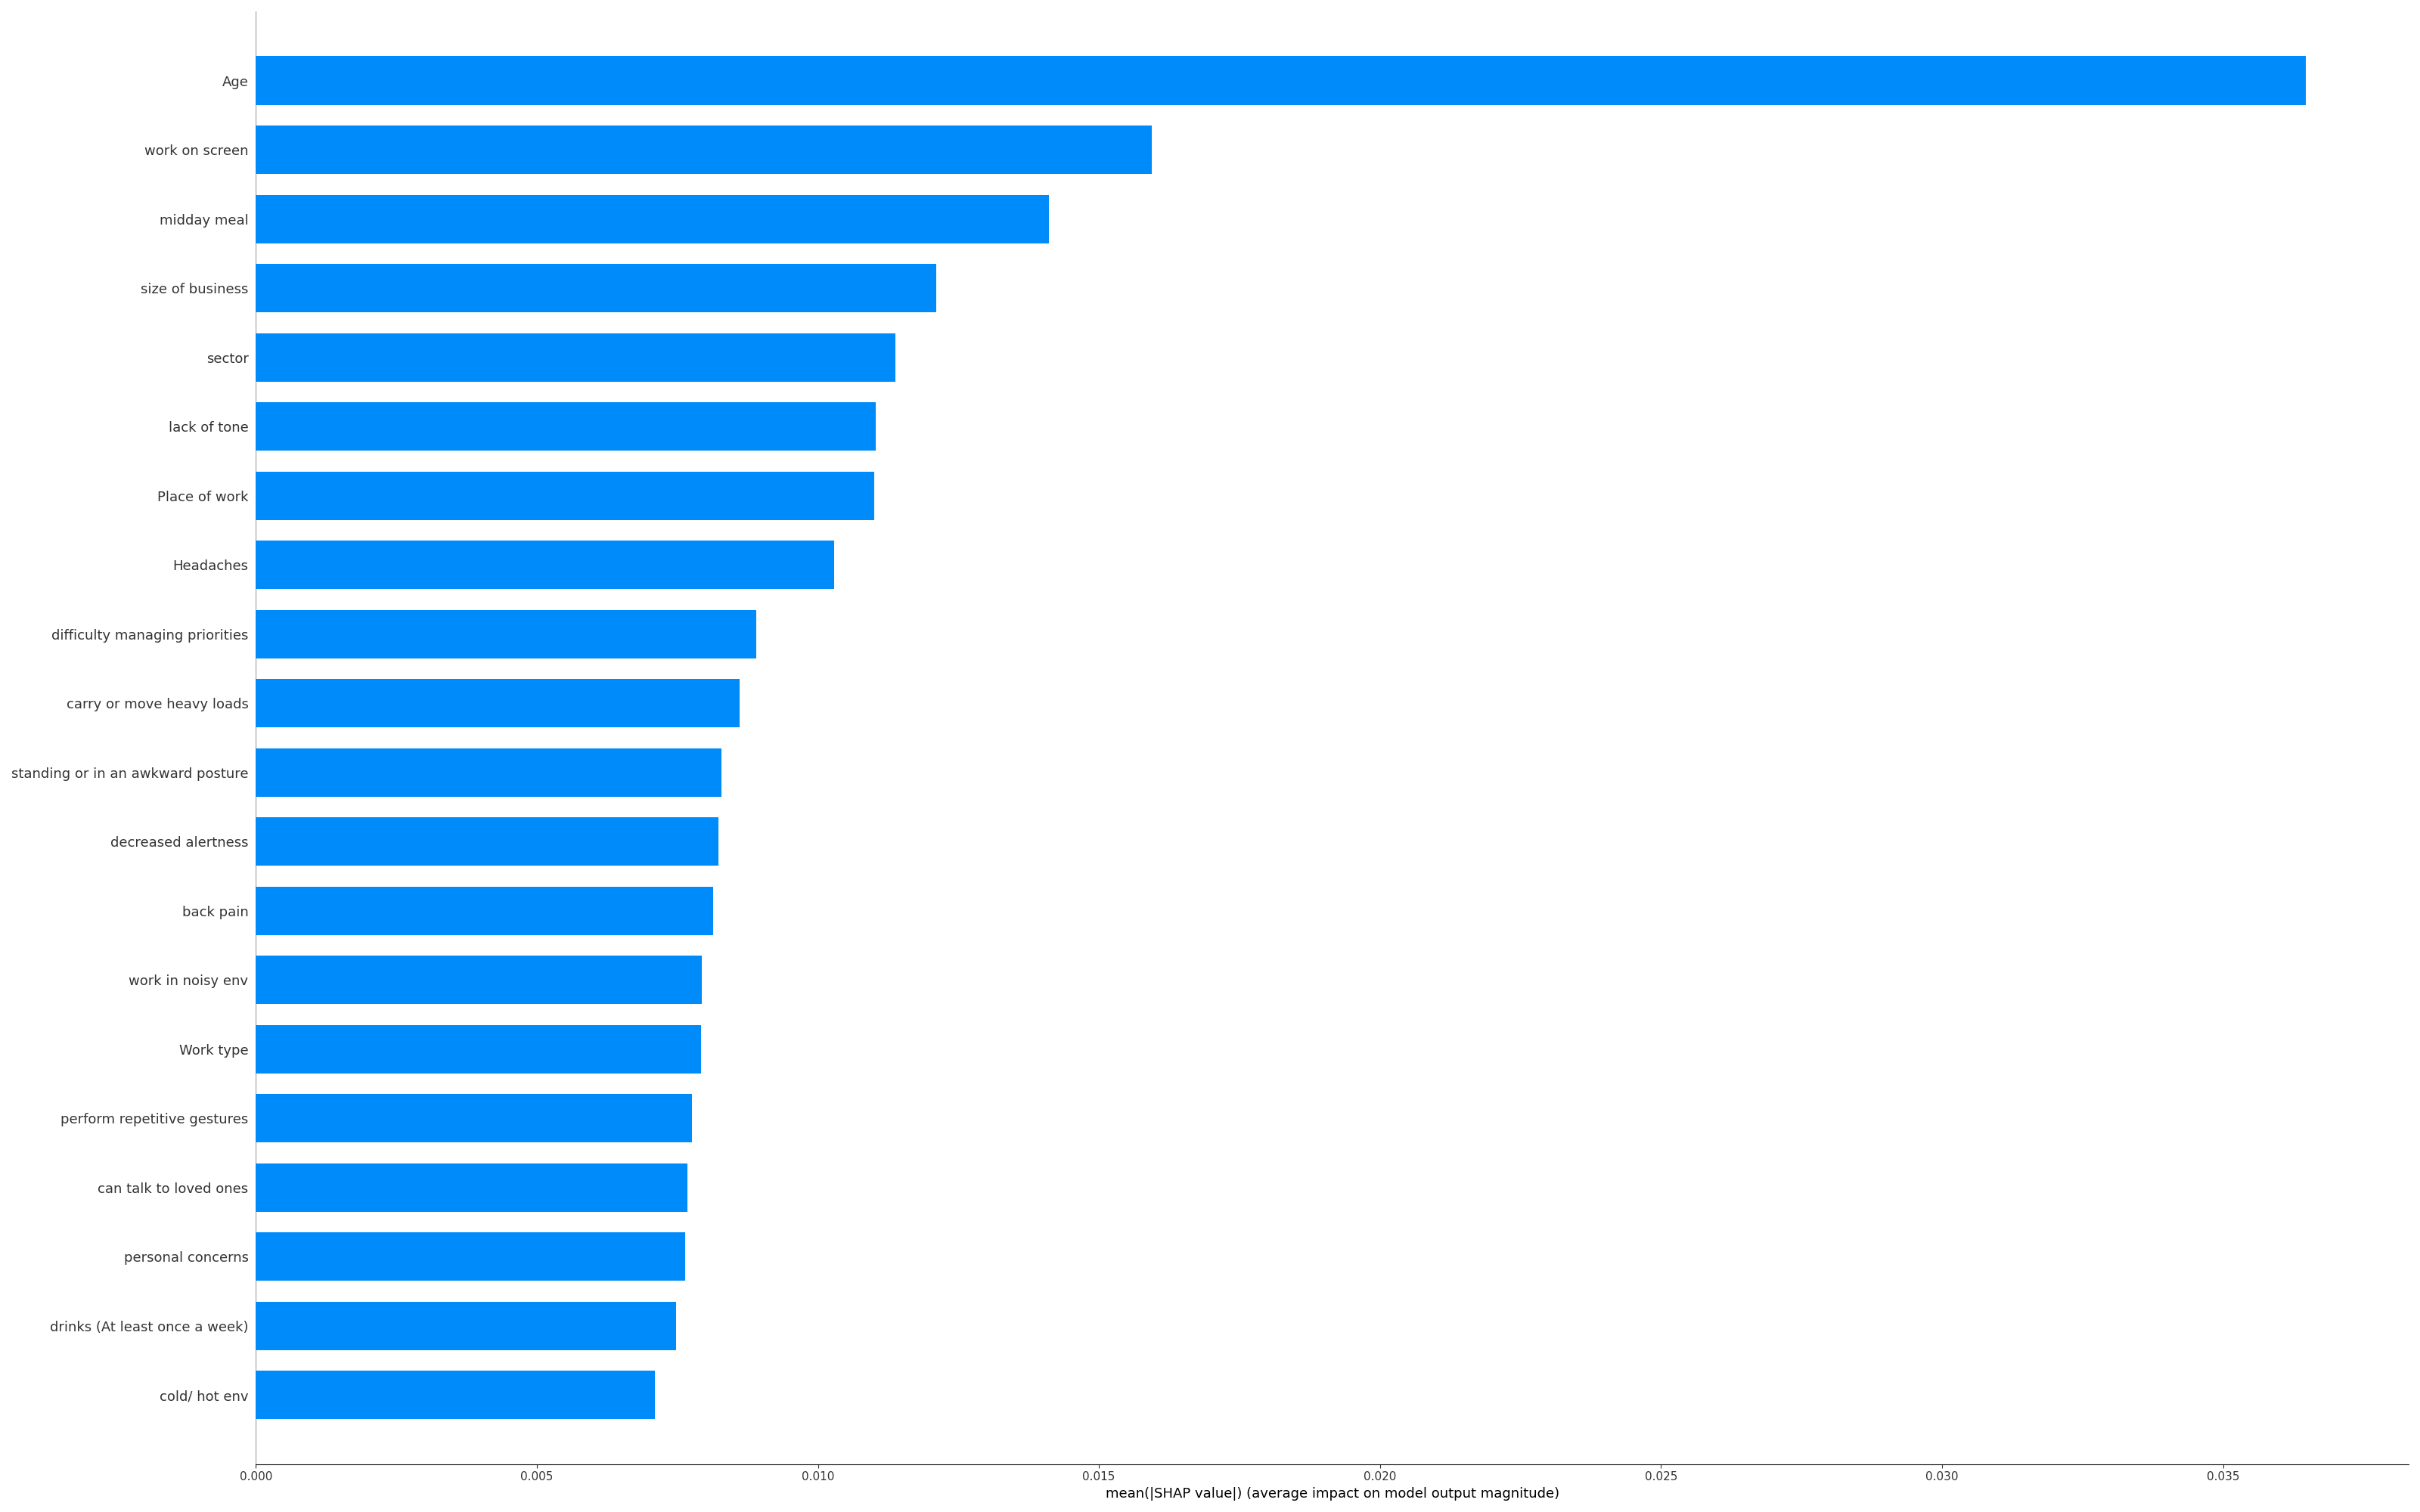 Age
work on screen
midday meal
size of business
sector
lack of tone
Place of work
Headaches
difficulty managing priorities
carry or move heavy loads
standing or in an awkward posture
decreased alertness
back pain
work in noisy env
Work type
perform repetitive gestures
can talk to loved ones
personal concerns
drinks (At least once a week)
cold/ hot env
0.000 0.005 0.010 0.015 0.020 0.025 0.030 0.035
mean(|SHAP value|) (average impact on model output magnitude)